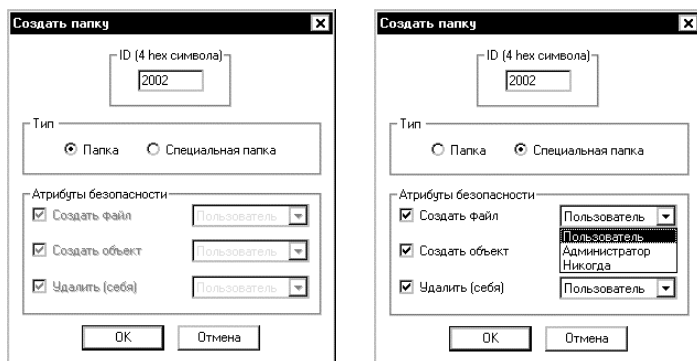 Создать папку
ID (4 hex символа)
2002
Тип
Папка
Специальная папка
Атрибуты безопасности
Создать файл
Пользователь
Создать объект
Пользователь
Удалить (себя)
Пользователь
OK
Отмена
Создать папку
ID (4 hex символа)
2002
Тип
Папка
Специальная папка
Атрибуты безопасности
Создать файл
Пользователь
Пользователь
Создать объект
Администратор
Никогда
Удалить (себя)
Пользователь
OK
Отмена